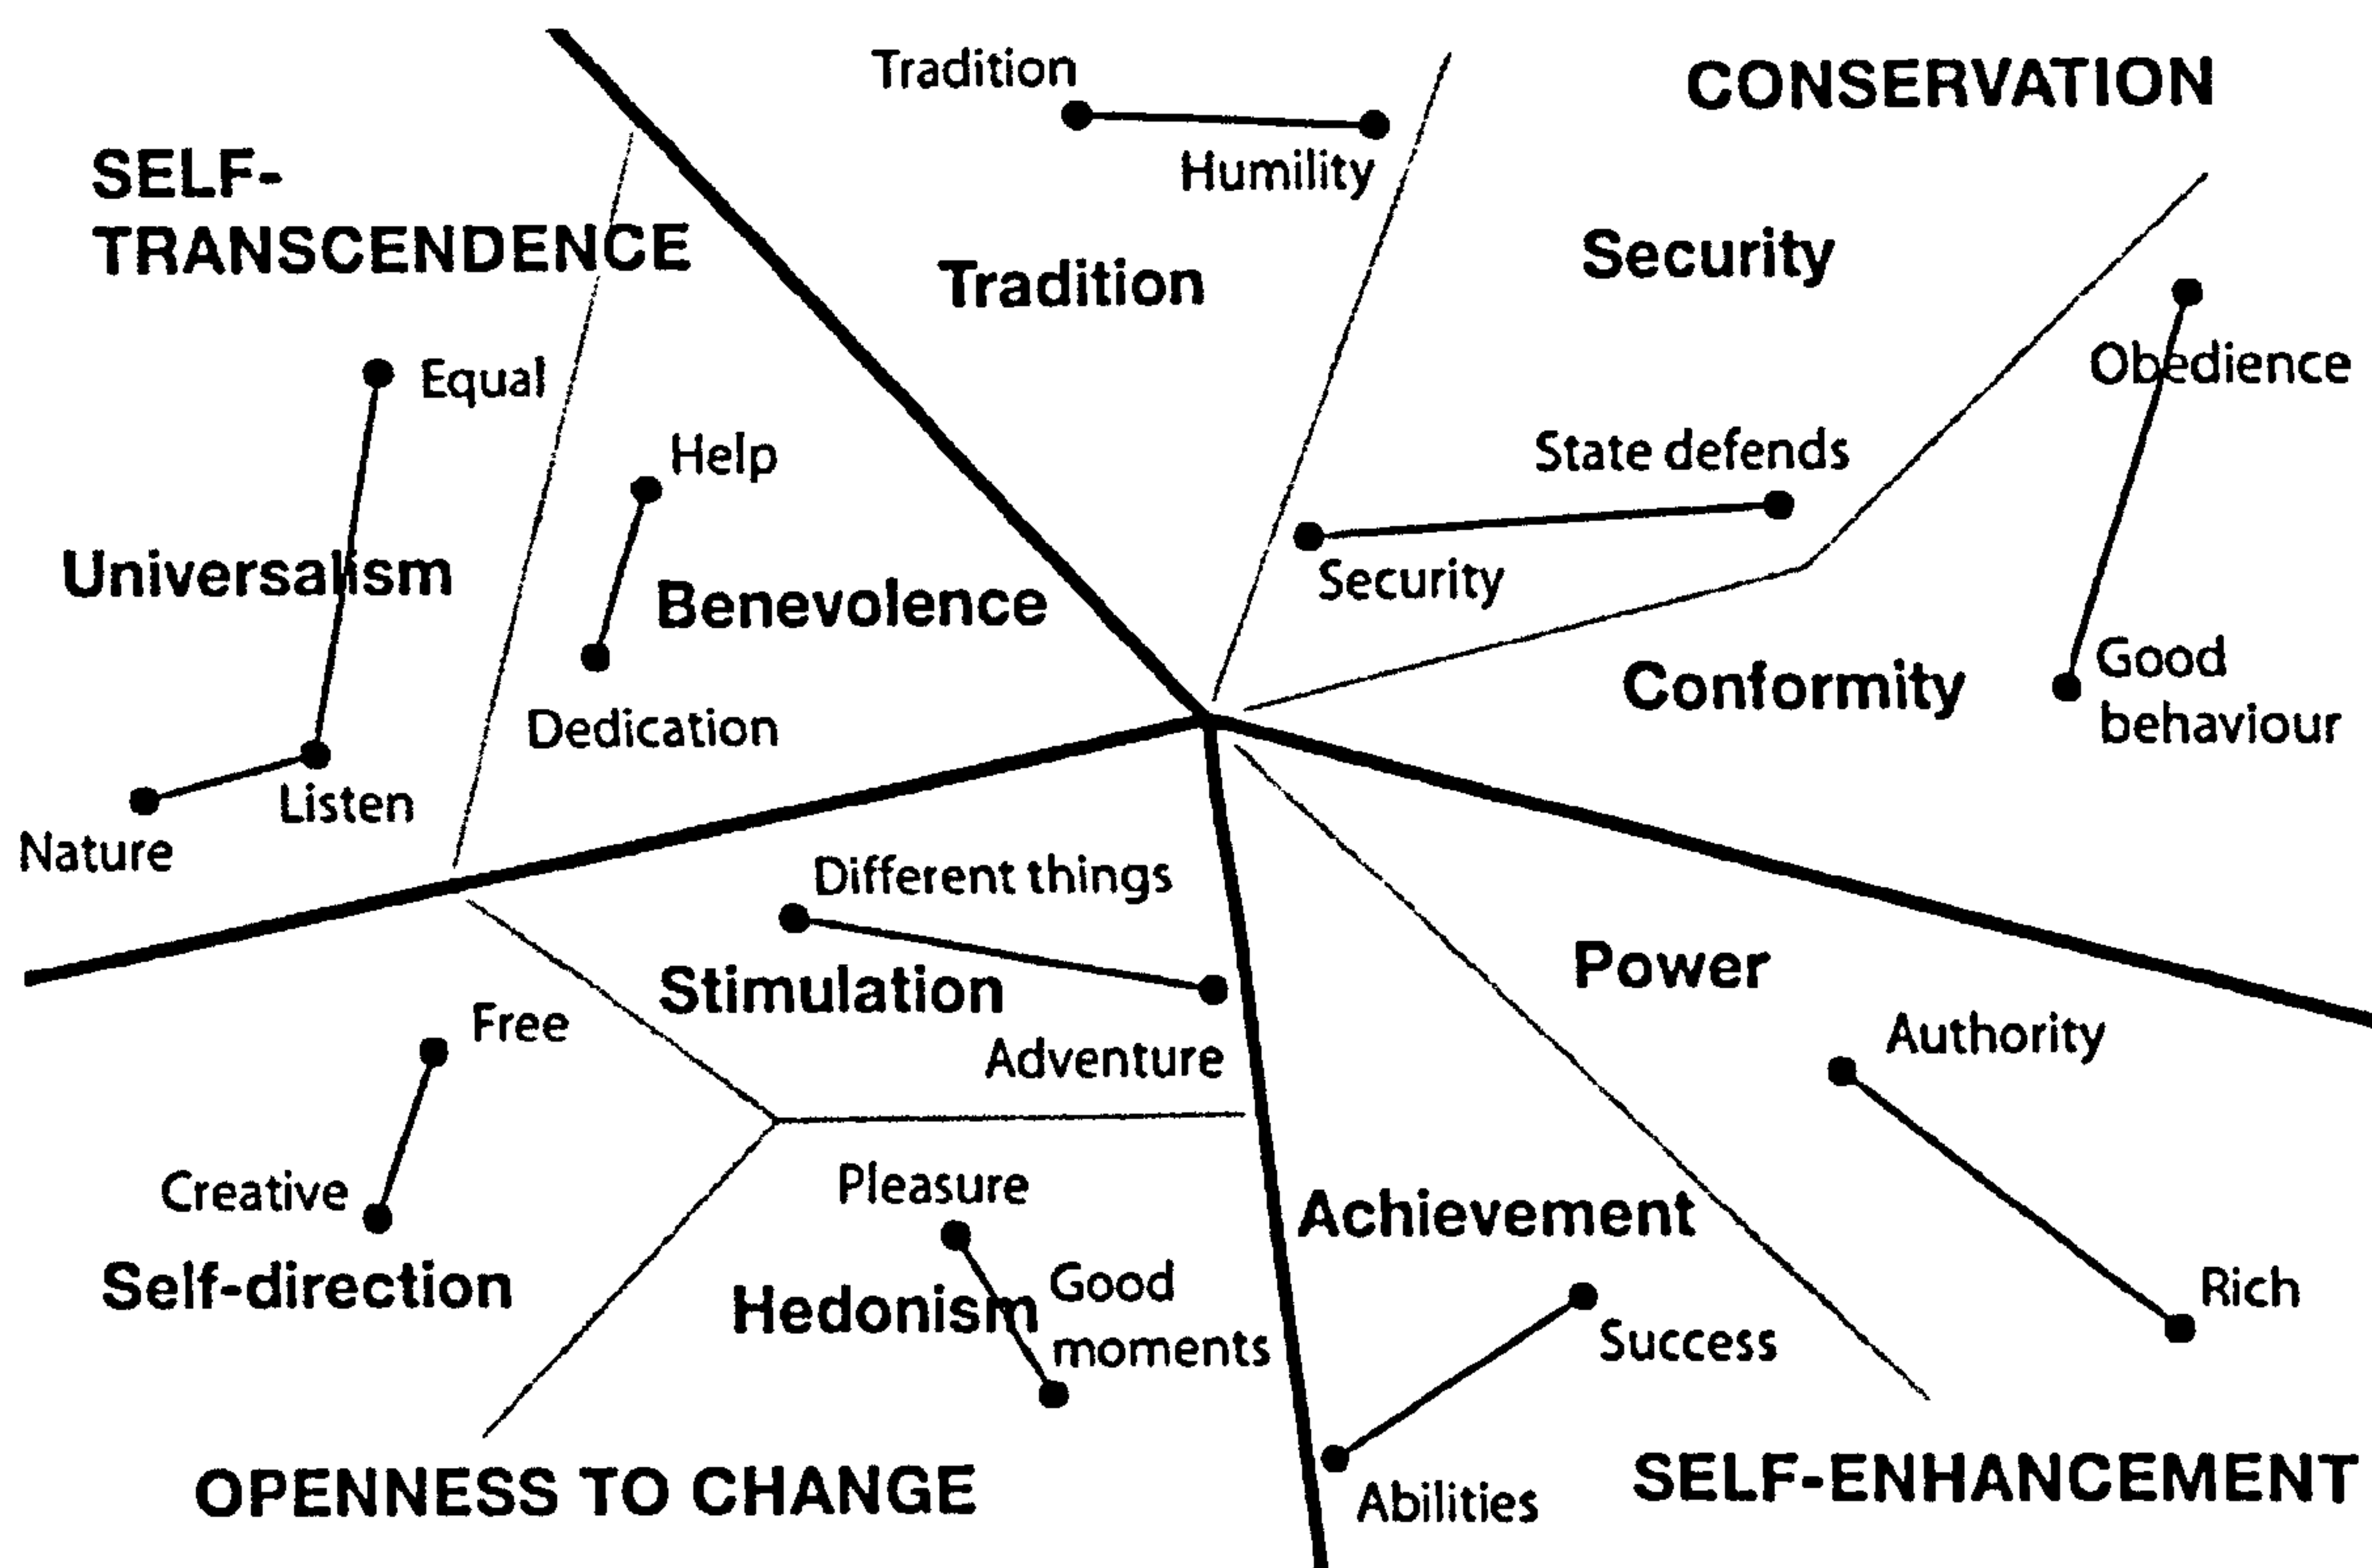 Tradition
CONSERVATION
Humility
SELF-
TRANSCENDENCE
Security
Tradition
Obedience
Equal
State defends
Help
Universalism
Security
Benevolence
Good
behaviour
Conformity
Dedication
Listen
Nature
Different things
Power
Stimulation
Free
Authority
Adventure
Creative
Pleasure
Achievement
Self-direction
Good
moments
Hedonism
Rich
Success
OPENNESS TO CHANGE
SELF-ENHANCEMENT
Abilities